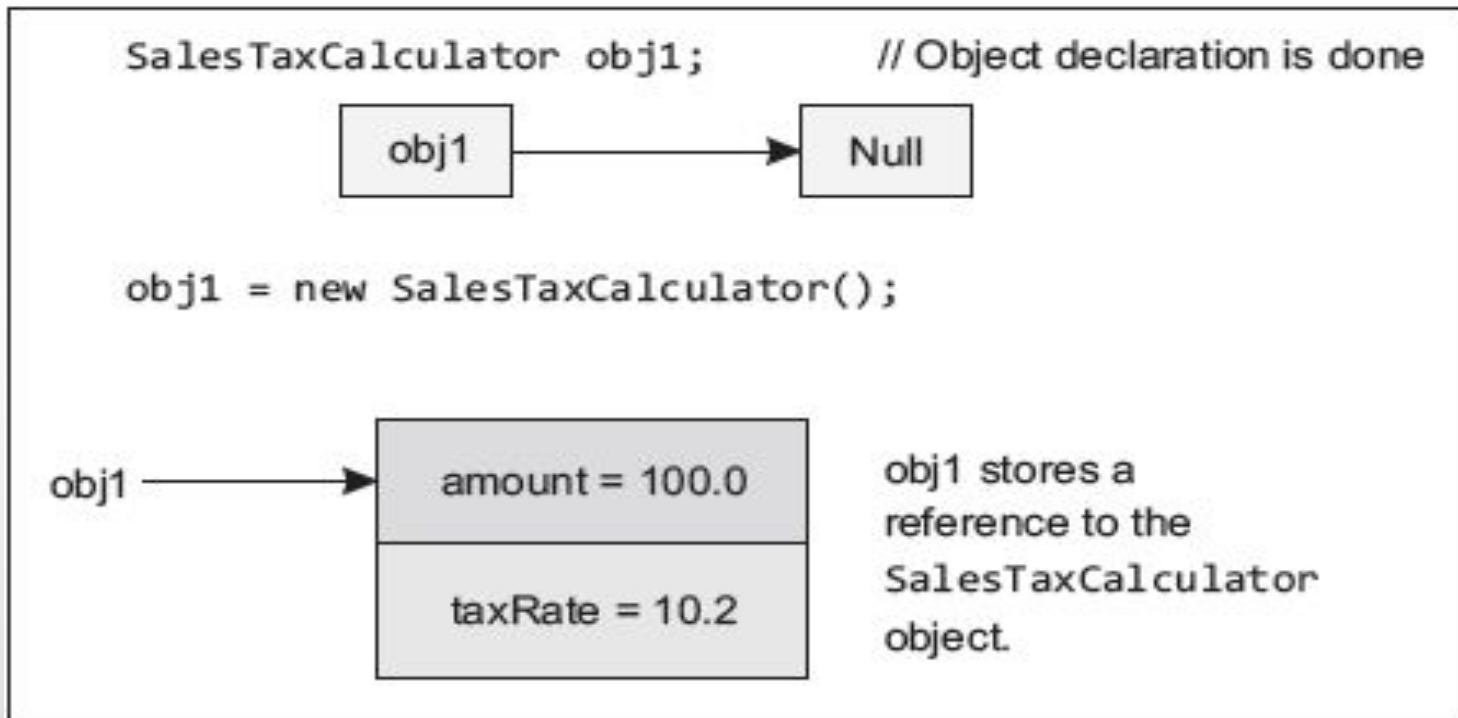 SalesTaxCalculator obj1; // Object declaration is done
obj1 Null
obj1 = new SalesTaxCalculator();
obj1
amount = 100.0
taxRate = 10.2
obj1 stores a
reference to the
SalesTaxCalculator
object.